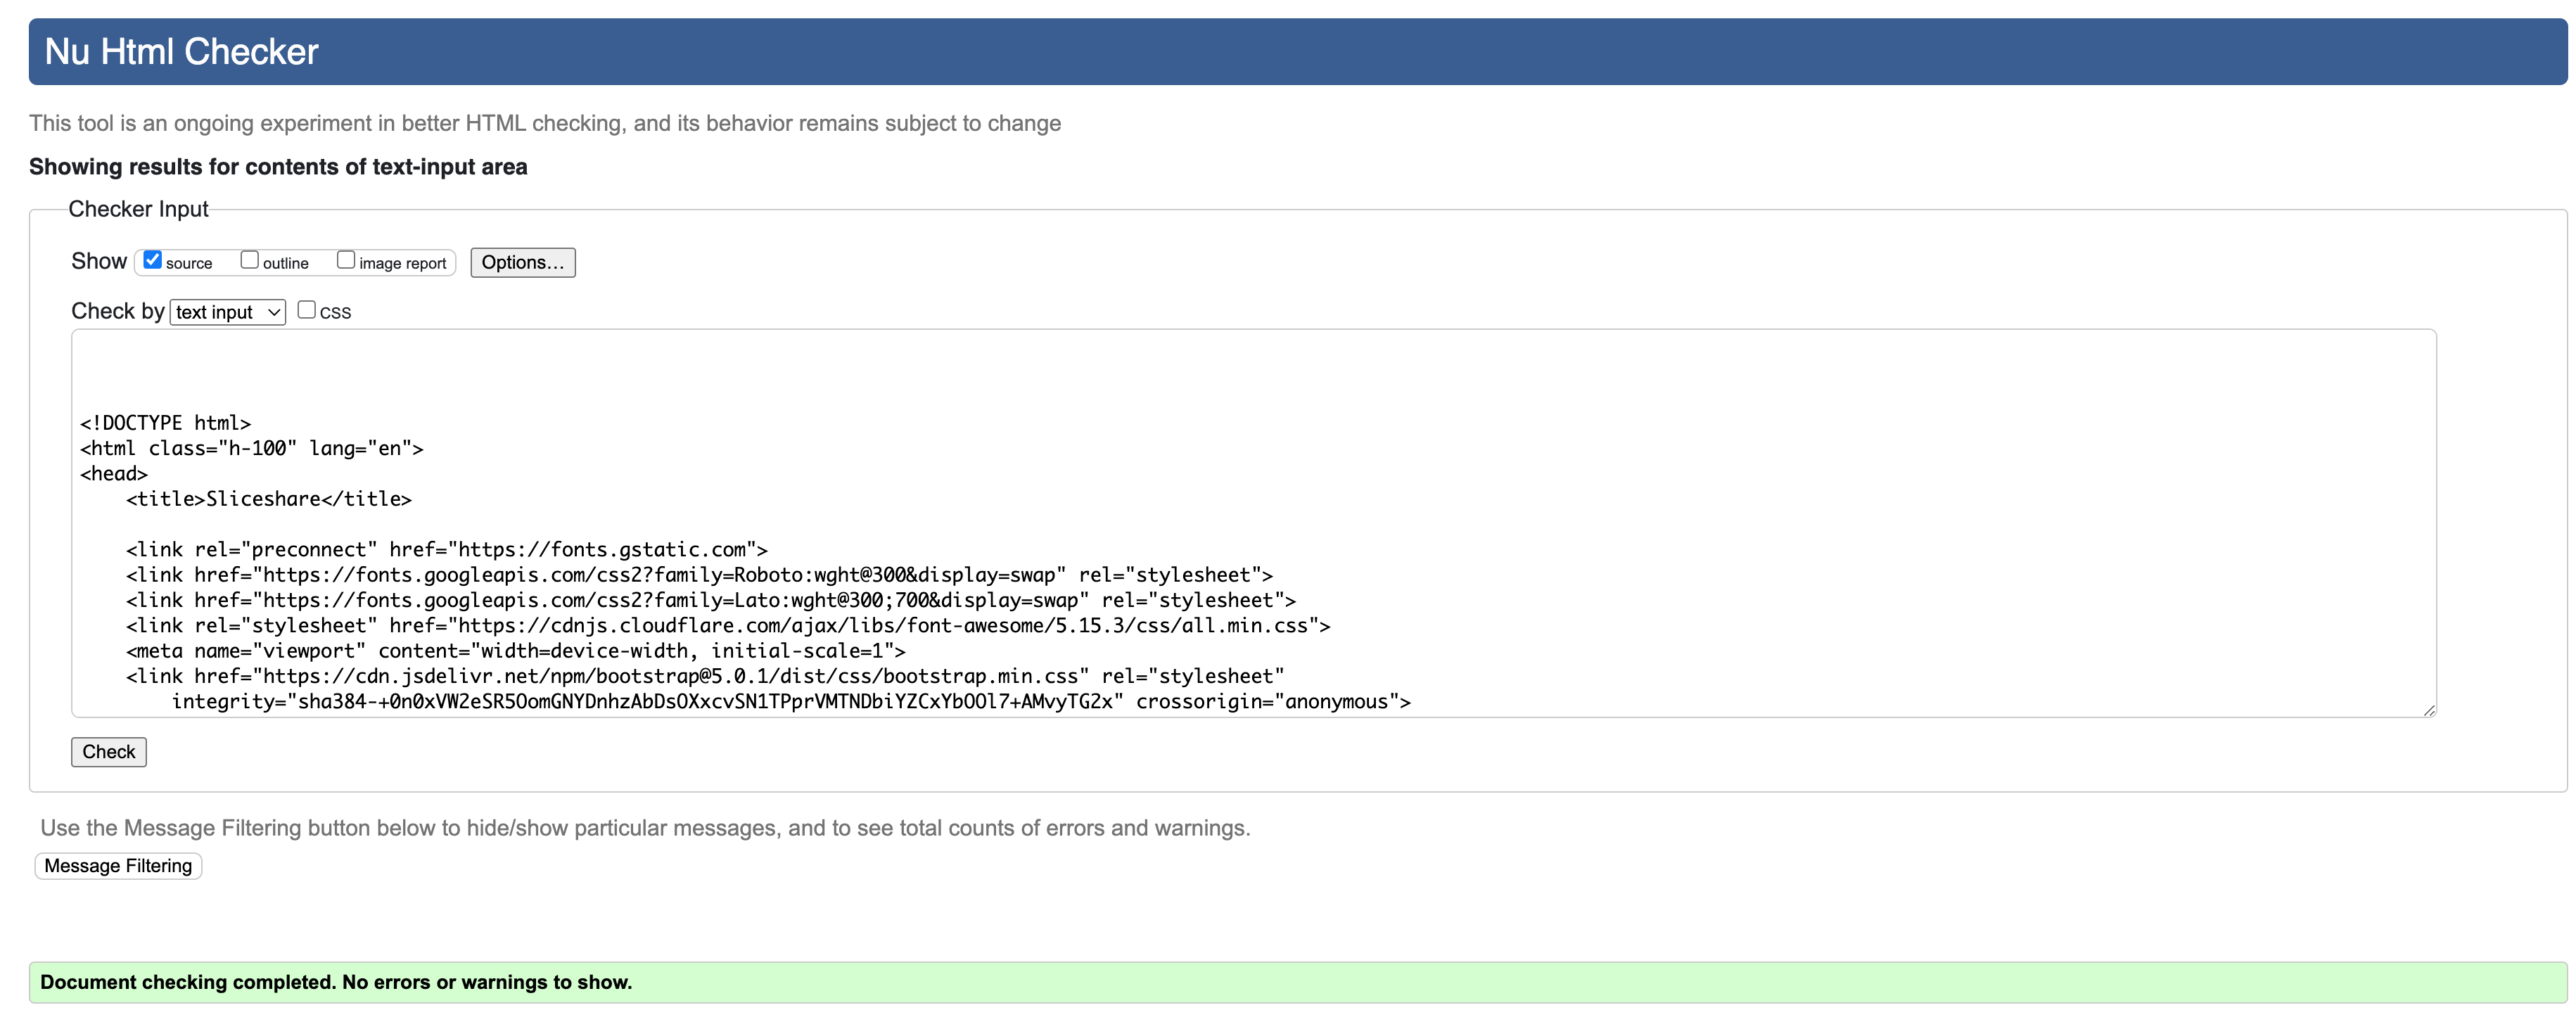 Nu Html Checker
This tool is an ongoing experiment in better HTML checking, and its behavior remains subject to change
Showing results for contents of text-input area
Checker Input
Show source outline image report Options...
Check by text input CSS
<!DOCTYPE html>
<html class="h-100" lang="en">
<head>
    <title>Sliceshare</title>
    <link rel="preconnect" href="https://fonts.gstatic.com">
    <link href="https://fonts.googleapis.com/css2?family=Roboto:wght@300&display=swap" rel="stylesheet">
    <link href="https://fonts.googleapis.com/css2?family=Lato:wght@300;700&display=swap" rel="stylesheet">
    <link rel="stylesheet" href="https://cdnjs.cloudflare.com/ajax/libs/font-awesome/5.15.3/css/all.min.css">
    <meta name="viewport" content="width=device-width, initial-scale=1">
    <link href="https://cdn.jsdelivr.net/npm/bootstrap@5.0.1/dist/css/bootstrap.min.css" rel="stylesheet"
        integrity="sha384-+0n0xVW2eSR5OomGNYDnhzAbDsOXxcvSN1TPprVMTNDbiYZCxYbOOl7+AMvyTG2x" crossorigin="anonymous">
Check
Use the Message Filtering button below to hide/show particular messages, and to see total counts of errors and warnings.
Message Filtering
Document checking completed. No errors or warnings to show.